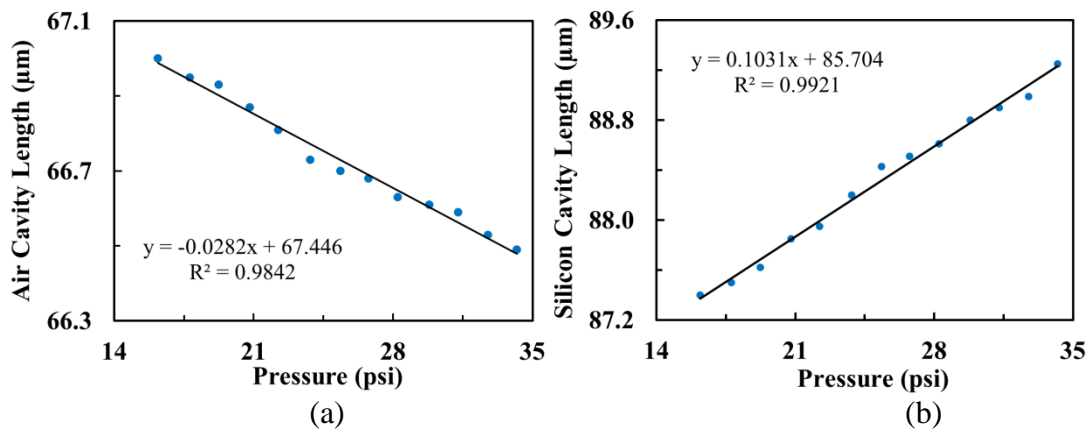 67.1
66.7
66.3
Air Cavity Length (µm)
y = -0.0282x + 67.446
R² = 0.9842
14 21 28 35
Pressure (psi)
(a)
89.6
88.8
88.0
87.2
Silicon Cavity Length (µm)
y = 0.1031x + 85.704
R² = 0.9921
14 21 28 35
Pressure (psi)
(b)